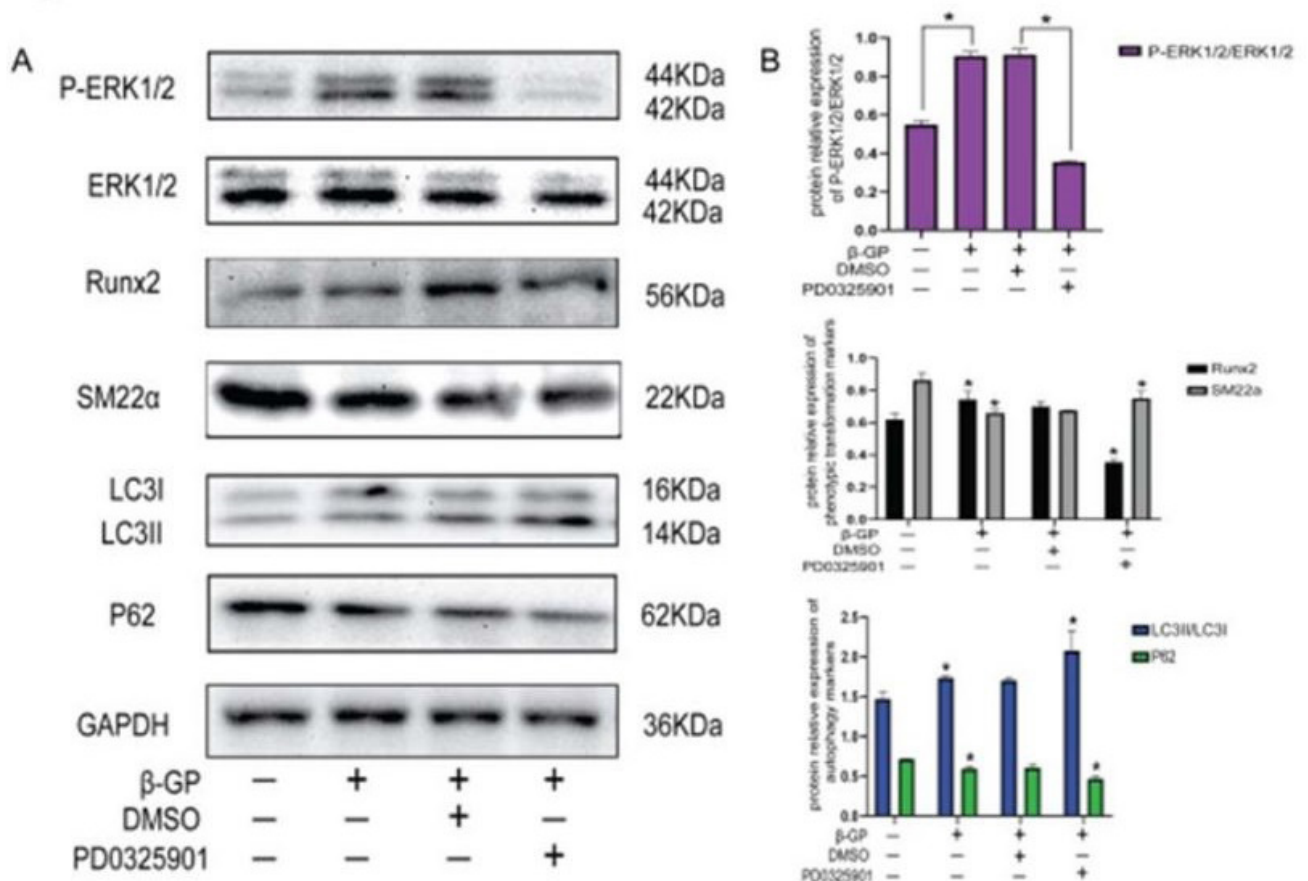 A
P-ERK1/2
44KDa
42KDa
ERK1/2
44KDa
42KDa
Runx2
56KDa
SM22α
22KDa
LC3I
16KDa
LC3II
14KDa
P62
62KDa
GAPDH
36KDa
β-GP — + + +
DMSO — — + —
PD0325901 — — — +
B
protein relative expression
of P-ERK1/2/ERK1/2
1.0
0.8
0.6
0.4
0.2
0.0
* *
P-ERK1/2/ERK1/2
β-GP — + + +
DMSO — — + —
PD0325901 — — — +
protein relative expression of
phenotypic transformation markers
1.0
0.8
0.6
0.4
0.2
0.0
* * * *
Runx2
SM22a
β-GP — + + +
DMSO — — + —
PD0325901 — — — +
protein relative expression of
autophagy markers
2.5
2.0
1.5
1.0
0.5
0.0
* * * *
LC3II/LC3I
P62
β-GP — + + +
DMSO — — + —
PD0325901 — — — +